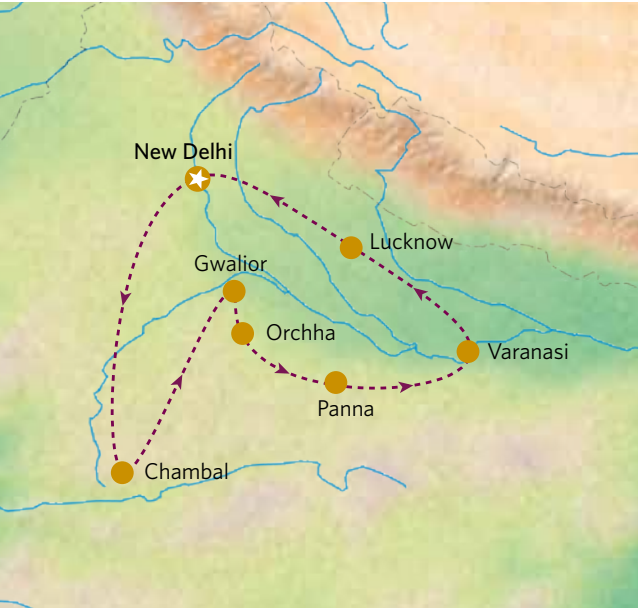 New Delhi
Lucknow
Gwalior
Orchha
Varanasi
Panna
Chambal